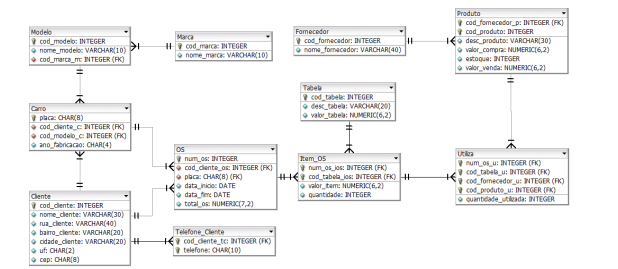 Modelo
cod_modelo: INTEGER
nome_modelo: VARCHAR(10)
cod_marca_m: INTEGER (FK)
Marca
cod_marca: INTEGER
nome_marca: VARCHAR(10)
Fornecedor
cod_fornecedor: INTEGER
nome_fornecedor: VARCHAR(40)
Produto
cod_fornecedor_p: INTEGER (FK)
cod_produto: INTEGER
desc_produto: VARCHAR(30)
valor_compra: NUMERIC(6,2)
estoque: INTEGER
valor_venda: NUMERIC(6,2)
Tabela
cod_tabela: INTEGER
desc_tabela: VARCHAR(20)
valor_tabela: NUMERIC(6,2)
Carro
placa: CHAR(8)
cod_cliente_c: INTEGER (FK)
cod_modelo_c: INTEGER (FK)
ano_fabricacao: CHAR(4)
OS
num_os: INTEGER
cod_cliente_os: INTEGER (FK)
placa: CHAR(8) (FK)
data_inicio: DATE
data_fim: DATE
total_os: NUMERIC(7,2)
Item_OS
num_os_ios: INTEGER (FK)
cod_tabela_ios: INTEGER (FK)
valor_item: NUMERIC(6,2)
quantidade: INTEGER
Utiliza
num_os_u: INTEGER (FK)
cod_tabela_u: INTEGER (FK)
cod_fornecedor_u: INTEGER (FK)
cod_produto_u: INTEGER (FK)
quantidade_utilizada: INTEGER
Cliente
cod_cliente: INTEGER
nome_cliente: VARCHAR(30)
rua_cliente: VARCHAR(40)
bairro_cliente: VARCHAR(20)
cidade_cliente: VARCHAR(20)
uf: CHAR(2)
cep: CHAR(8)
Telefone_Cliente
cod_cliente_tc: INTEGER (FK)
telefone: CHAR(10)